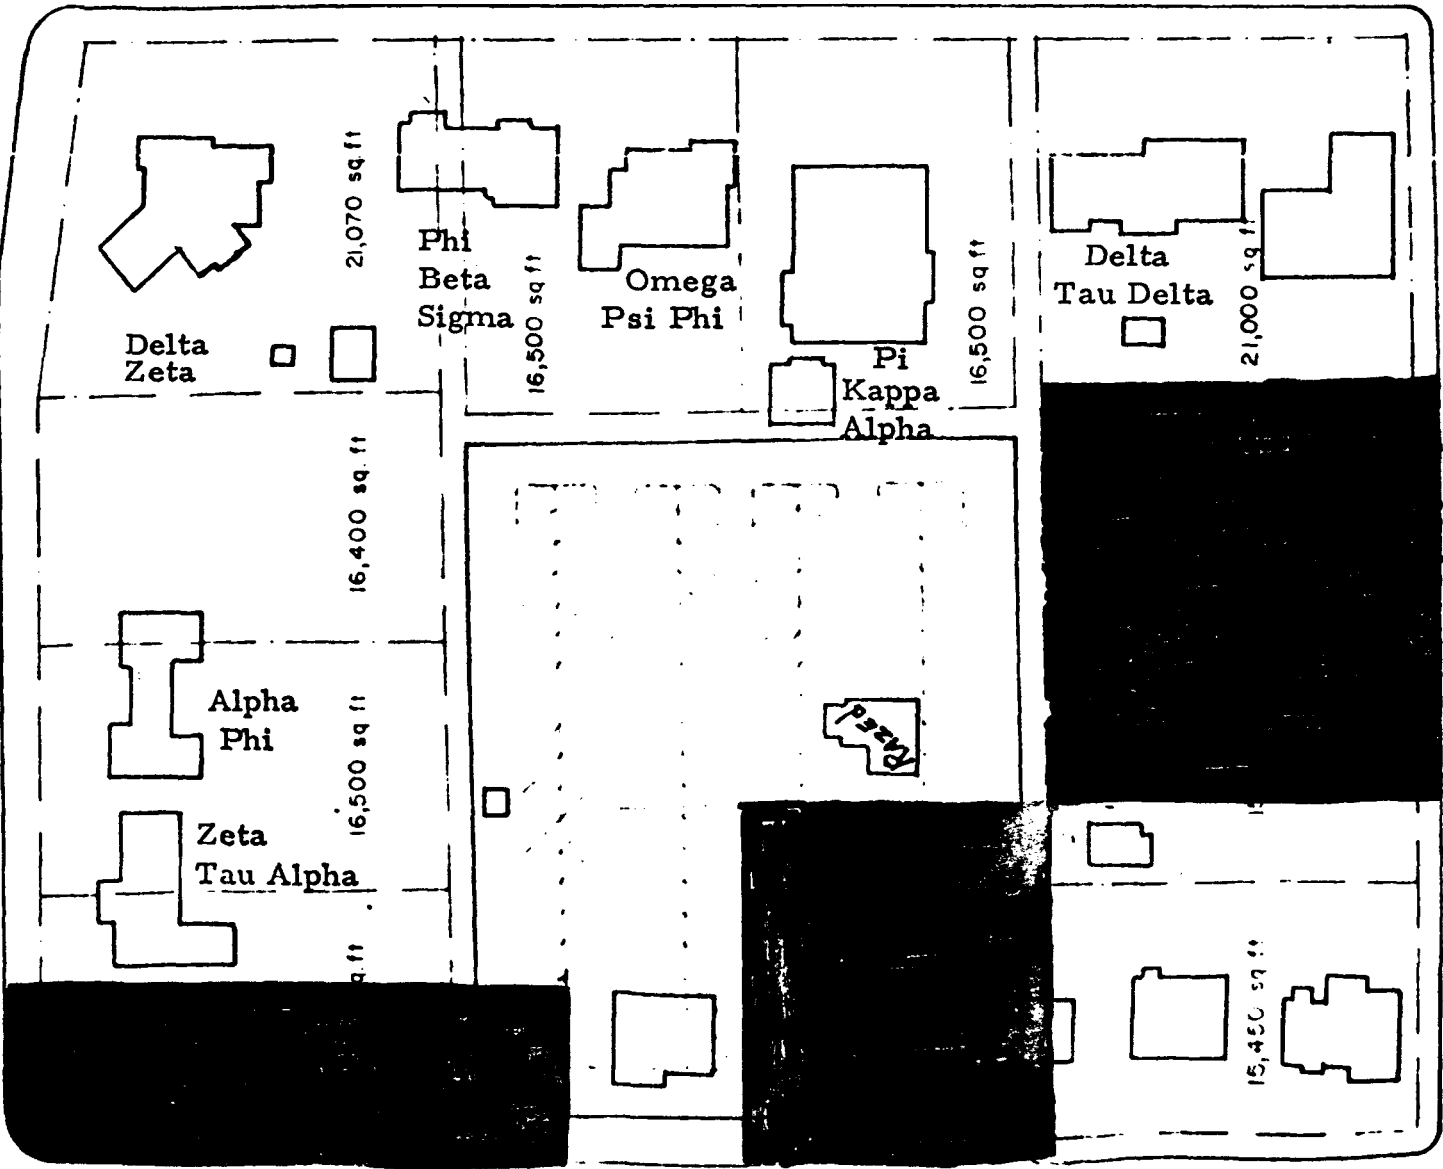 21,070 sq. ft
Phi
Beta
Sigma
16,500 sq ft
Omega
Psi Phi
16,500 sq ft
Delta
Tau Delta
21,000 sq ft
Delta
Zeta
Pi
Kappa
Alpha
16,400 sq. ft
Alpha
Phi
16,500 sq ft
RAZED
Zeta
Tau Alpha
q. ft
15,450 sq ft